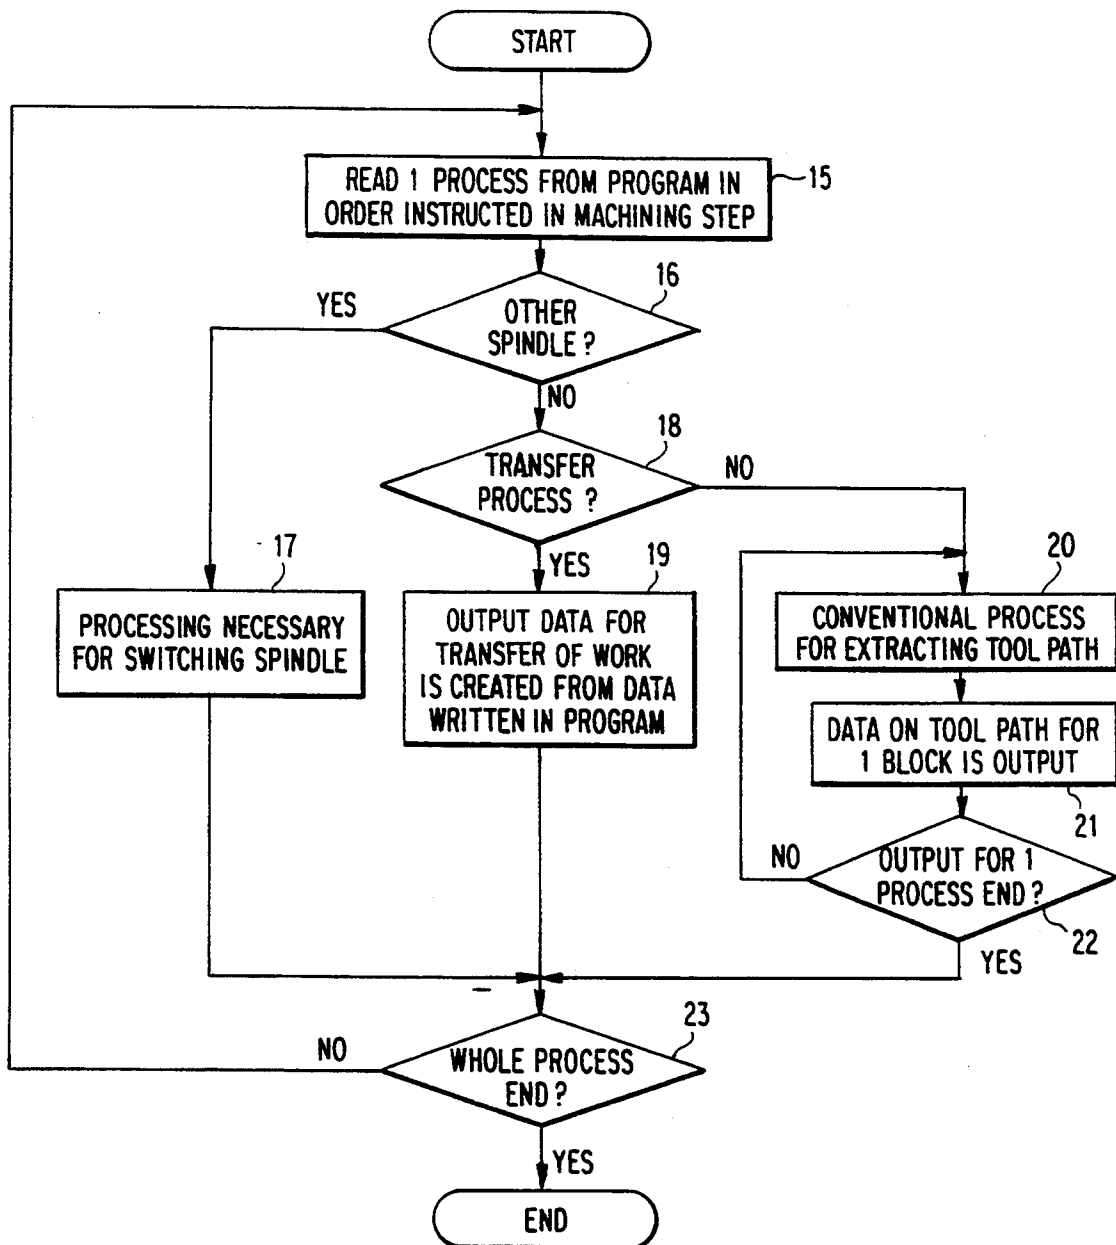 START
READ 1 PROCESS FROM PROGRAM IN
ORDER INSTRUCTED IN MACHINING STEP
15
16
YES
OTHER
SPINDLE ?
NO
18
TRANSFER
PROCESS ?
NO
YES
17
PROCESSING NECESSARY
FOR SWITCHING SPINDLE
19
OUTPUT DATA FOR
TRANSFER OF WORK
IS CREATED FROM DATA
WRITTEN IN PROGRAM
20
CONVENTIONAL PROCESS
FOR EXTRACTING TOOL PATH
DATA ON TOOL PATH FOR
1 BLOCK IS OUTPUT
21
NO
OUTPUT FOR 1
PROCESS END ?
22
YES
23
NO
WHOLE PROCESS
END ?
YES
END